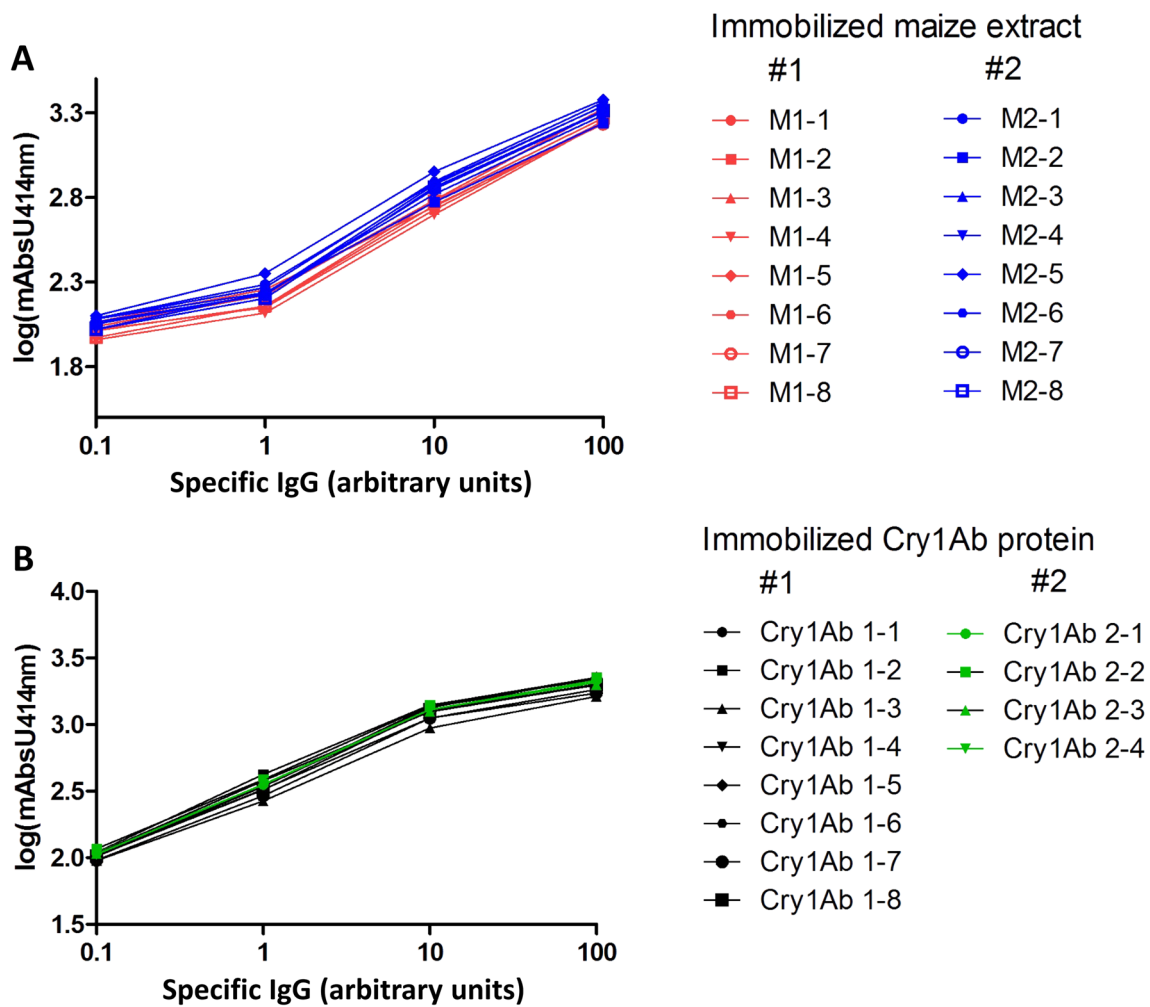 A
log(mAbsU414nm)
3.3
2.8
2.3
1.8
0.1 1 10 100
Specific IgG (arbitrary units)
Immobilized maize extract
#1 #2
M1-1 M2-1
M1-2 M2-2
M1-3 M2-3
M1-4 M2-4
M1-5 M2-5
M1-6 M2-6
M1-7 M2-7
M1-8 M2-8
B
log(mAbsU414nm)
4.0
3.5
3.0
2.5
2.0
1.5
0.1 1 10 100
Specific IgG (arbitrary units)
Immobilized Cry1Ab protein
#1 #2
Cry1Ab 1-1 Cry1Ab 2-1
Cry1Ab 1-2 Cry1Ab 2-2
Cry1Ab 1-3 Cry1Ab 2-3
Cry1Ab 1-4 Cry1Ab 2-4
Cry1Ab 1-5
Cry1Ab 1-6
Cry1Ab 1-7
Cry1Ab 1-8